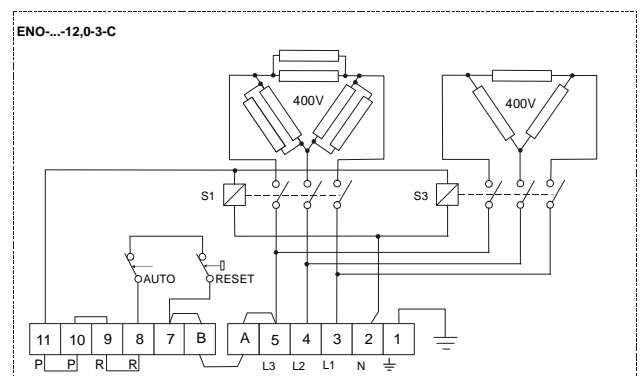 ENO-...-12,0-3-C
400V
400V
S1
S3
AUTO
RESET
11 10 9 8 7 B A 5 4 3 2 1
P P R R L3 L2 L1 N